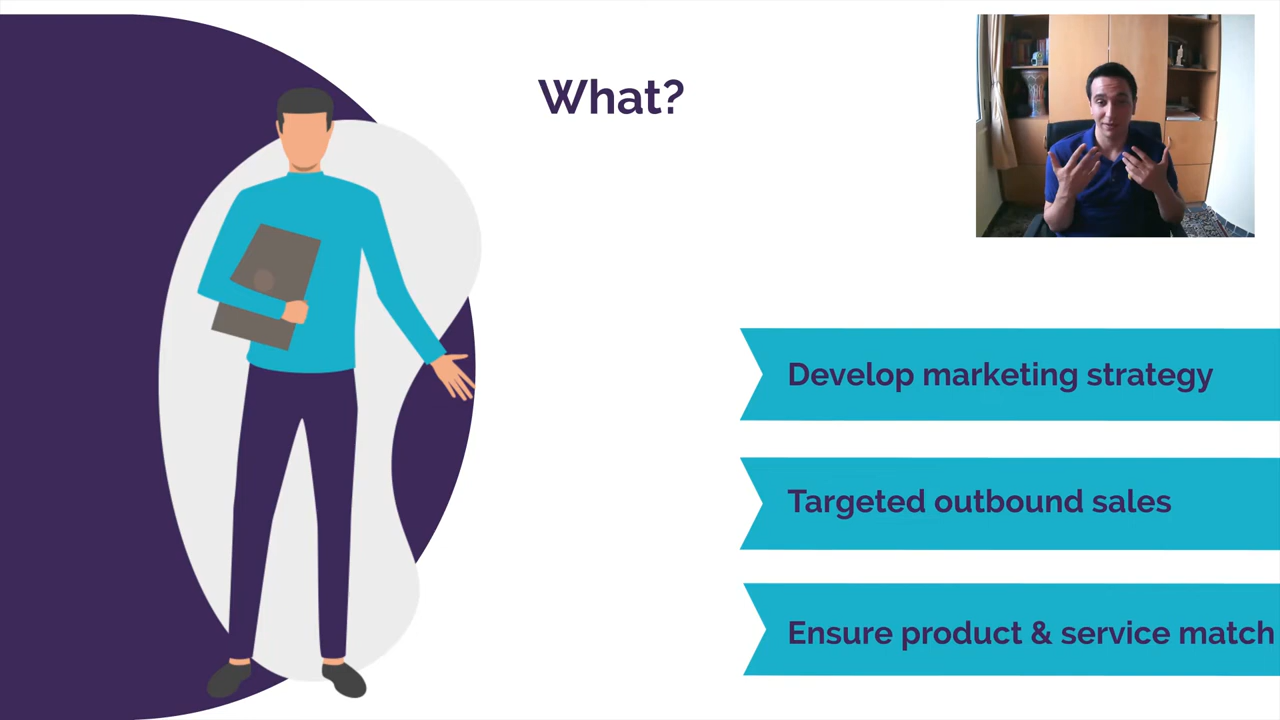 What?
Develop marketing strategy
Targeted outbound sales
Ensure product & service match